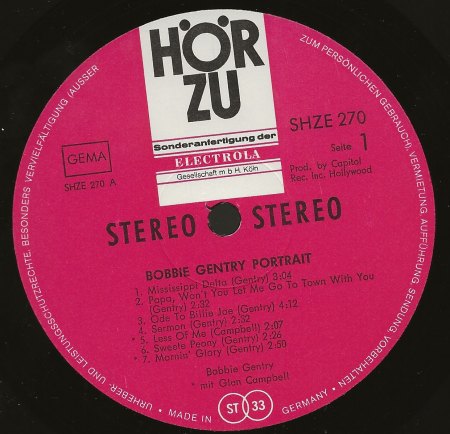 HÖR
ZU
Sonderanfertigung der
ELECTROLA
Gesellschaft m b H. Köln
GEMA
SHZE 270 A
SHZE 270
Seite 1
Prod. by Capitol
Rec. Inc. Hollywood
STEREO STEREO
BOBBIE GENTRY PORTRAIT
1. Mississippi Delta (Gentry) 3:04
2. Papa, Won't You Let Me Go To Town With You
(Gentry) 2:32
3. Ode To Billie Joe (Gentry) 4:12
4. Sermon (Gentry) 2:32
* 5. Less Of Me (Campbell) 2:07
6. Sweete Peony (Gentry) 2:26
* 7. Mornin' Glory (Gentry) 2:50
Bobbie Gentry
* mit Glan Campbell
ST 33
URHEBER- UND LEISTUNGSSCHUTZRECHTE, BESONDERS VERVIELFÄLTIGUNG (AUSSER
ZUM PERSÖNLICHEN GEBRAUCH), VERMIETUNG, AUFFÜHRUNG, SENDUNG, VORBEHALTEN
• MADE IN GERMANY •